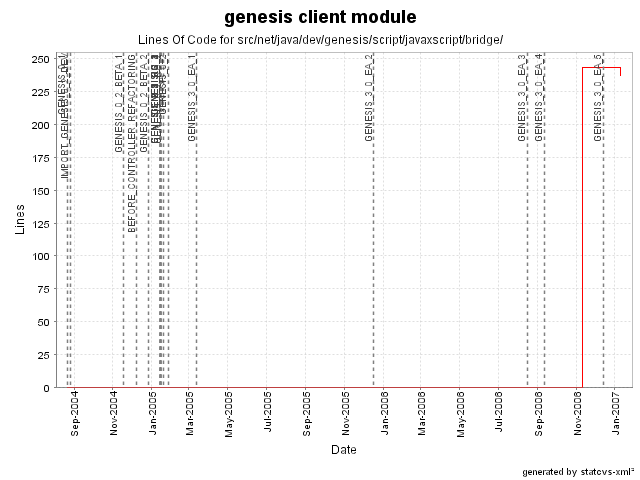 genesis client module
Lines Of Code for src/net/java/dev/genesis/script/javaxscript/bridge/
Lines
250
225
200
175
150
125
100
75
50
25
0
GENESIS_0_2_BETA_1
BEFORE_CONTROLLER_REFACTORING
GENESIS_0_2_BETA_2
GENESIS_3_0_EA_1
GENESIS_3_0_EA_2
GENESIS_3_0_EA_3
GENESIS_3_0_EA_4
GENESIS_3_0_EA_5
Sep-2004
Nov-2004
Jan-2005
Mar-2005
May-2005
Jul-2005
Sep-2005
Nov-2005
Jan-2006
Mar-2006
May-2006
Jul-2006
Sep-2006
Nov-2006
Jan-2007
Date
generated by statcvs-xml²